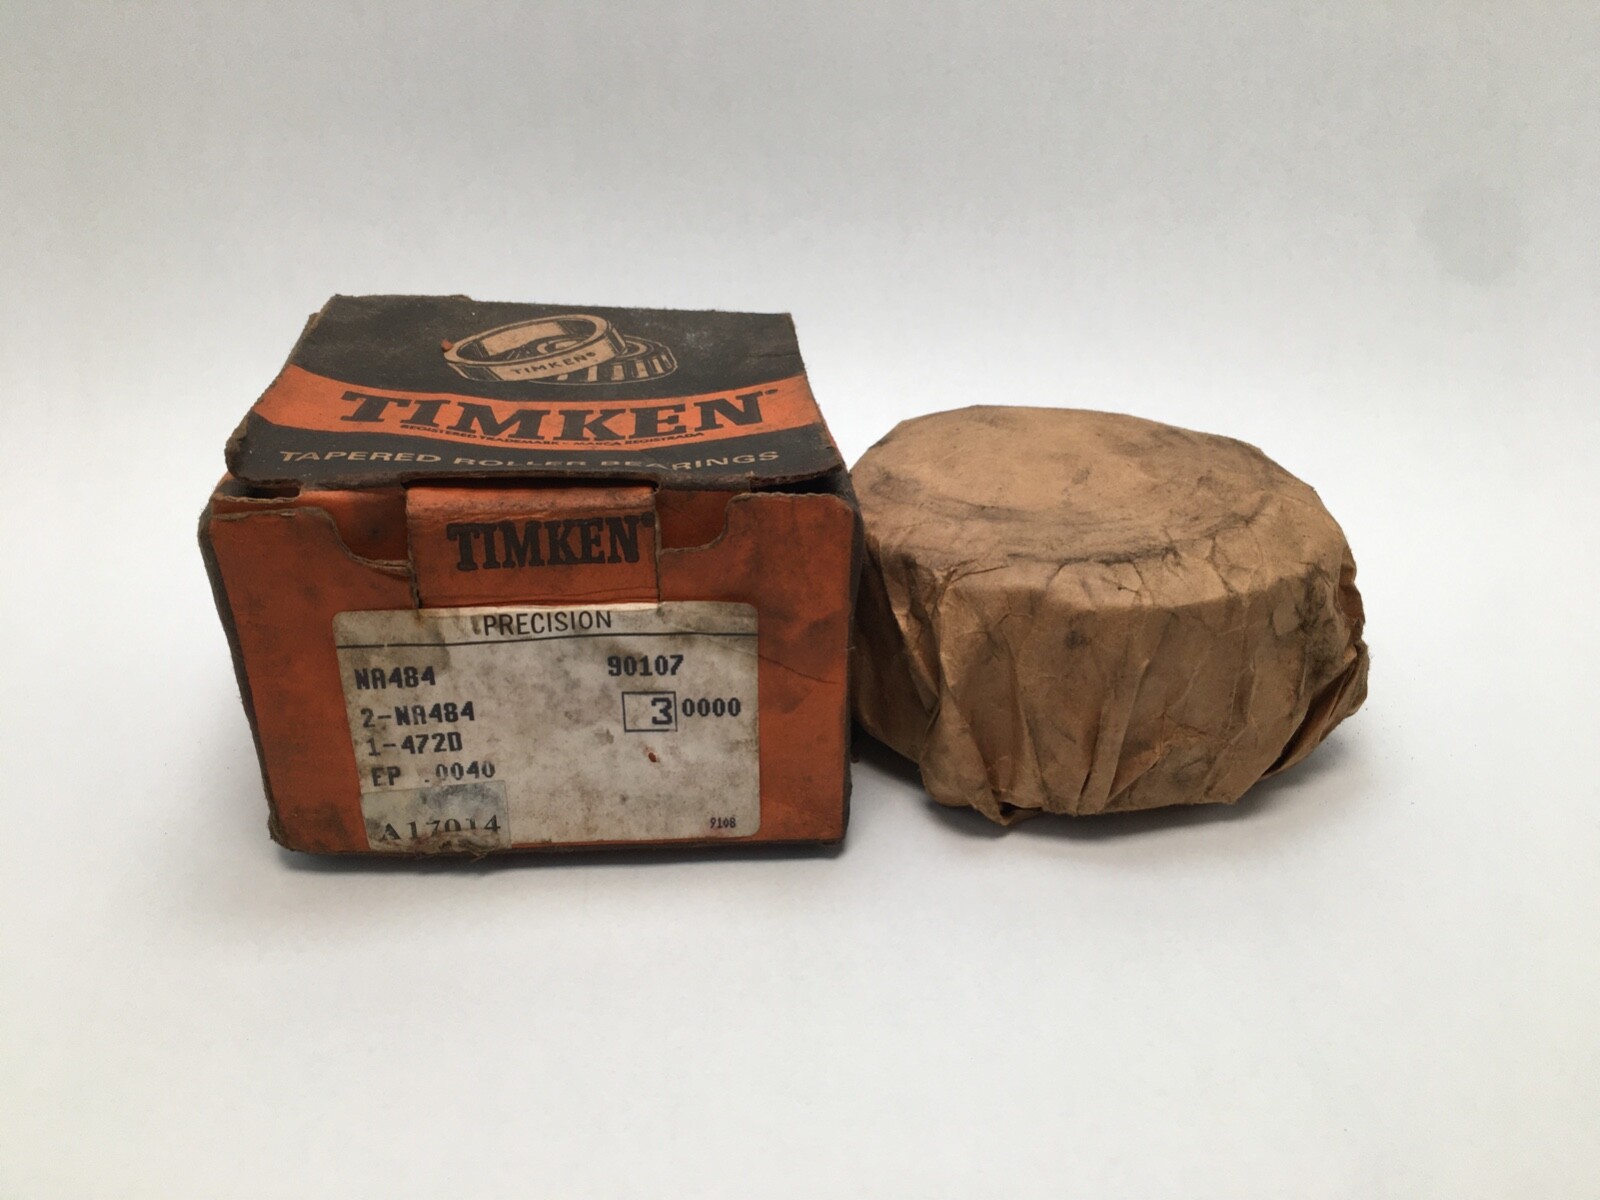 TIMKEN®
TIMKEN®
REGISTERED TRADEMARK • MARCA REGISTRADA
TAPERED ROLLER BEARINGS
TIMKEN®
PRECISION
NA484 90107
2-NA484 3 0000
1-472D
EP .0040
A17014
9108